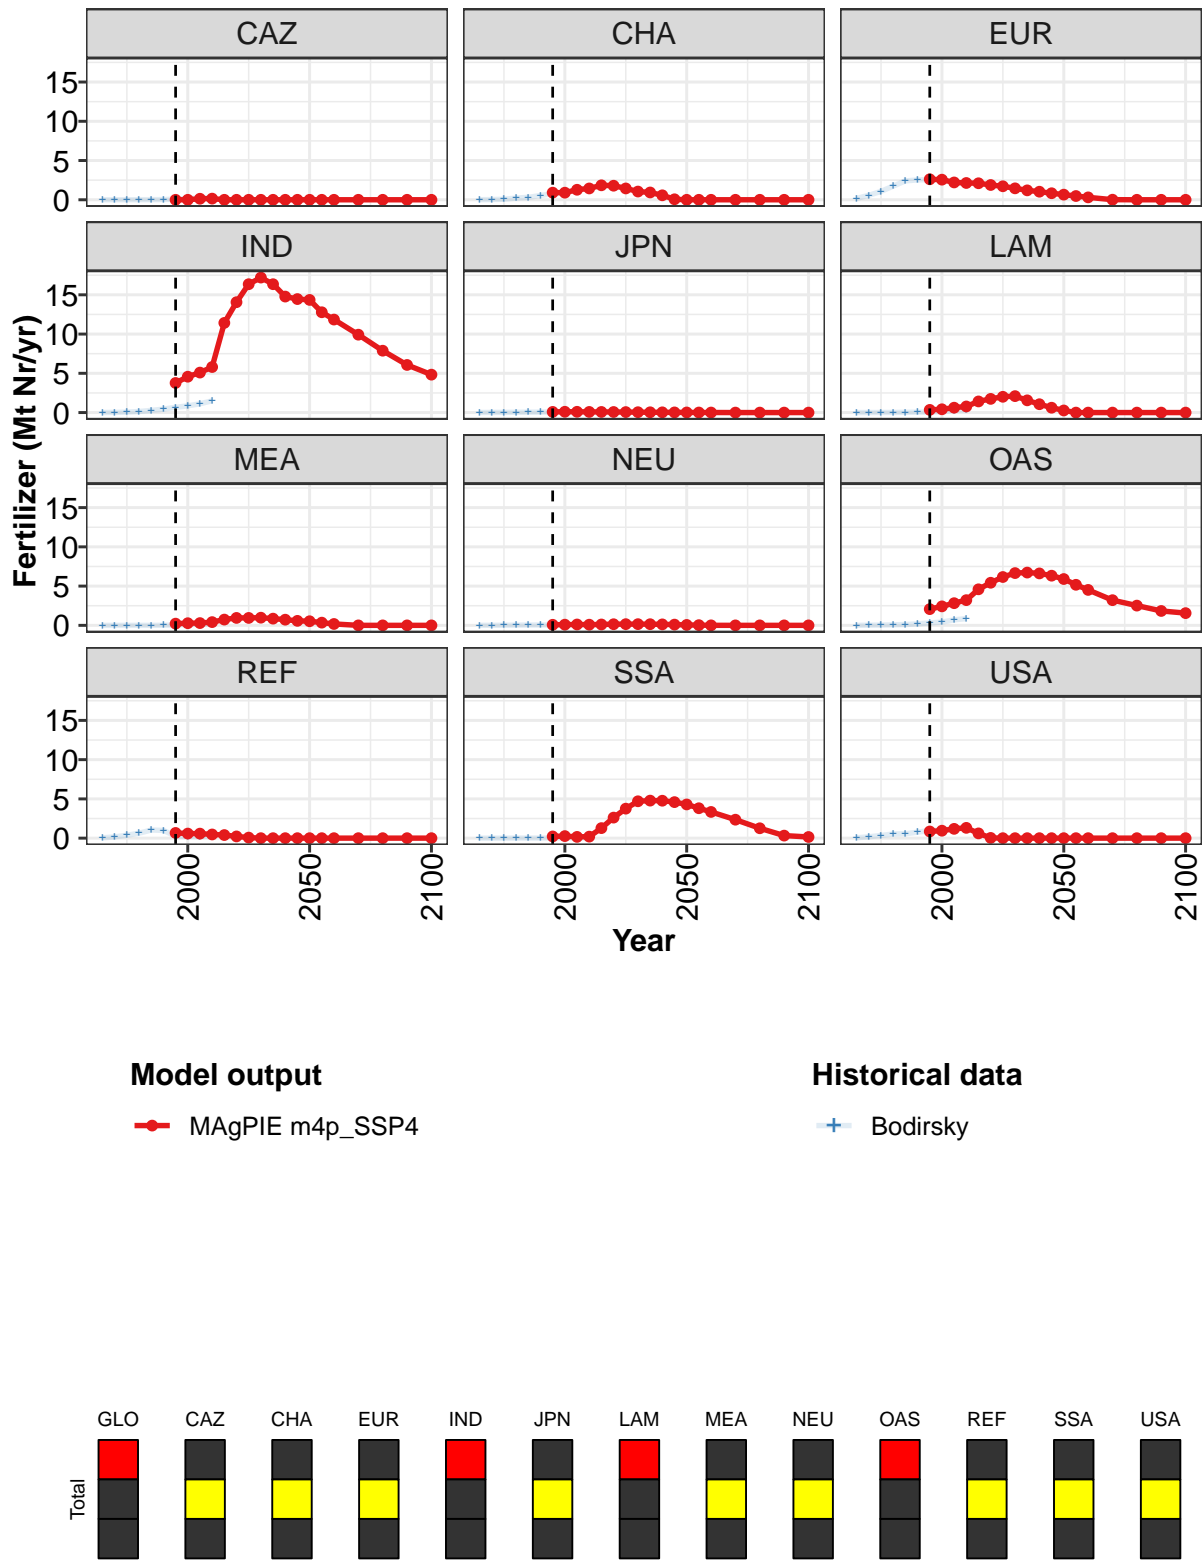 CAZ CHA EUR
15
10
5
0
IND JPN LAM
15
10
5
0
MEA NEU OAS
15
10
5
0
REF SSA USA
15
10
5
0
2000 2050 2100 2000 2050 2100 2000 2050 2100
Year
Fertilizer (Mt Nr/yr)
Model output Historical data
MAgPIE m4p_SSP4 Bodirsky
GLO CAZ CHA EUR IND JPN LAM MEA NEU OAS REF SSA USA
Total